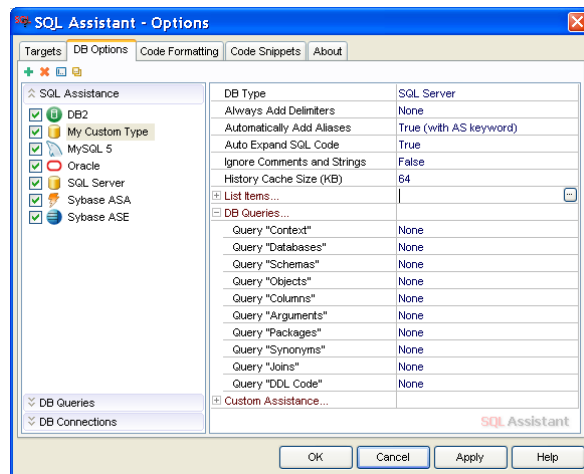 SQL Assistant - Options
Targets DB Options Code Formatting Code Snippets About
SQL Assistance
DB2
My Custom Type
MySQL 5
Oracle
SQL Server
Sybase ASA
Sybase ASE
DB Queries
DB Connections
DB Type SQL Server
Always Add Delimiters None
Automatically Add Aliases True (with AS keyword)
Auto Expand SQL Code True
Ignore Comments and Strings False
History Cache Size (KB) 64
List Items... ...
DB Queries...
Query "Context" None
Query "Databases" None
Query "Schemas" None
Query "Objects" None
Query "Columns" None
Query "Arguments" None
Query "Packages" None
Query "Synonyms" None
Query "Joins" None
Query "DDL Code" None
Custom Assistance...
SQL Assistant
OK Cancel Apply Help